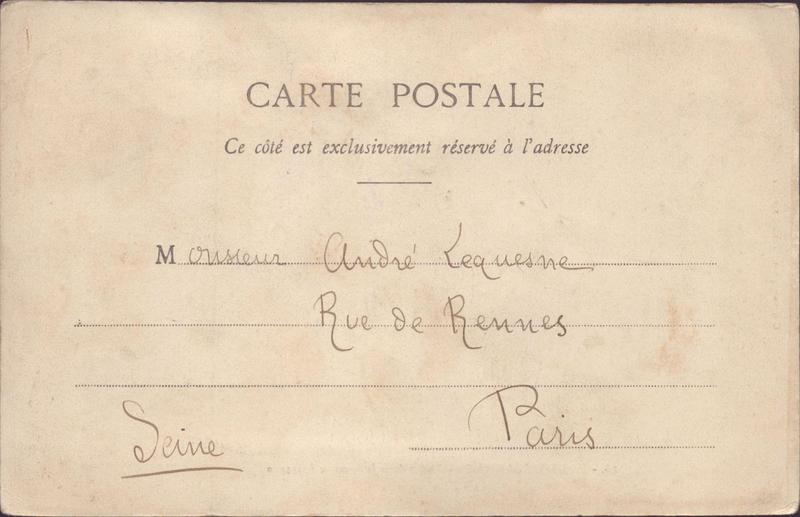 CARTE POSTALE
Ce côté est exclusivement réservé à l'adresse
Monsieur André Lequesne
Rue de Rennes
Paris
Seine